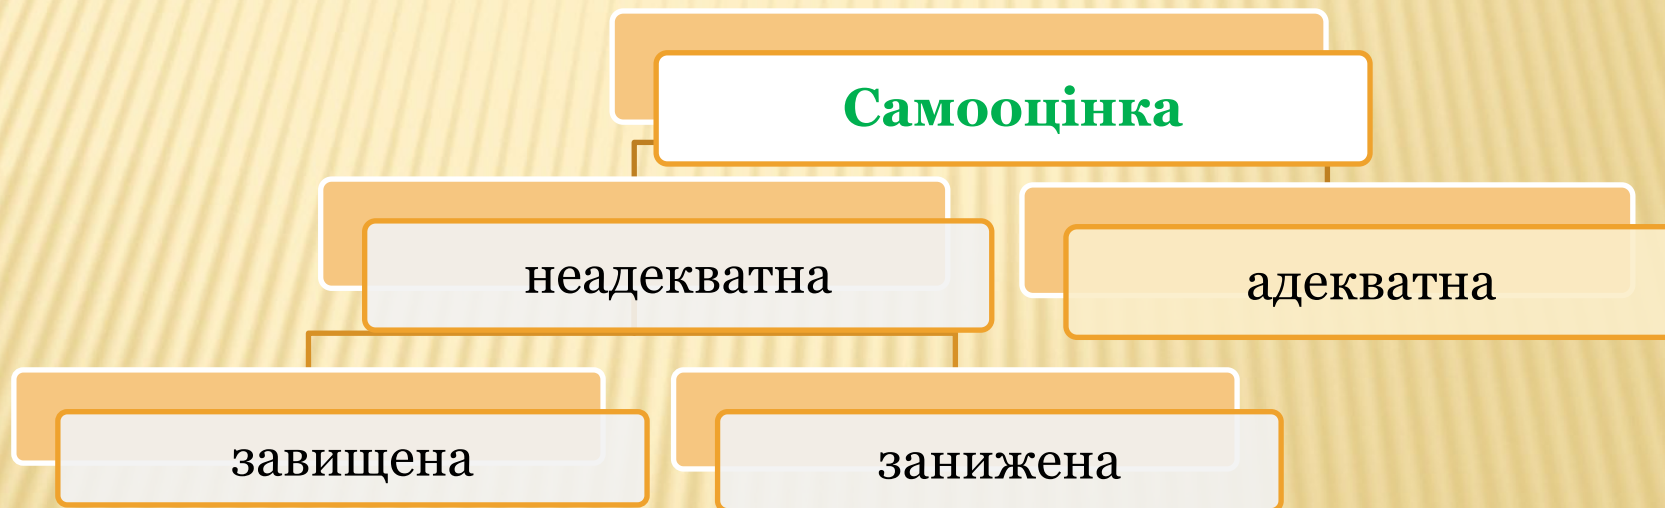 Самооцінка
неадекватна
адекватна
завищена
занижена